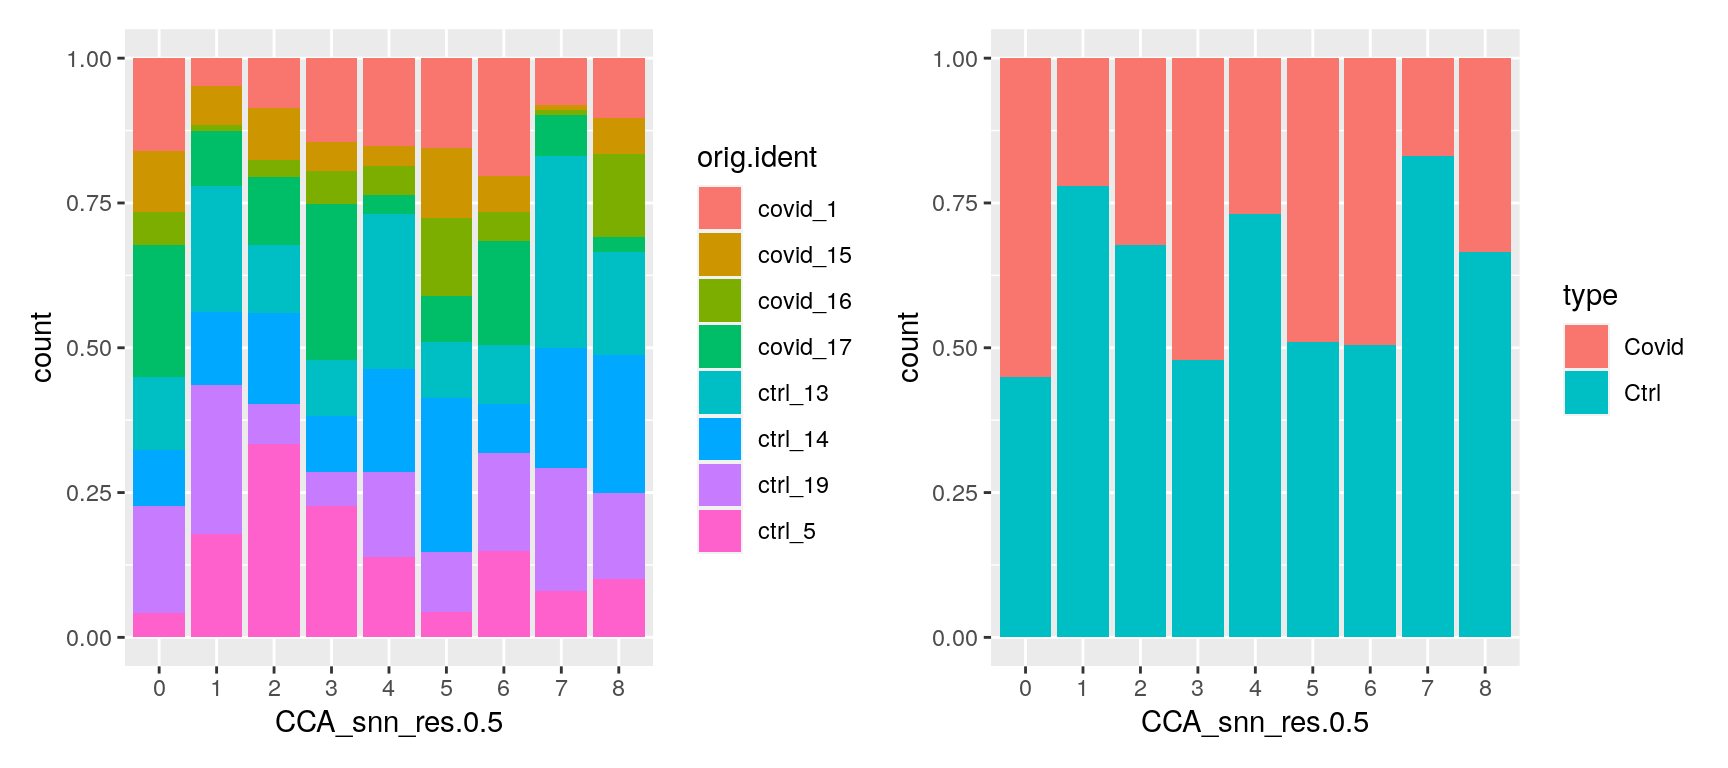 1.00
0.75
0.50
0.25
0.00
count
0 1 2 3 4 5 6 7 8
CCA_snn_res.0.5
orig.ident
covid_1
covid_15
covid_16
covid_17
ctrl_13
ctrl_14
ctrl_19
ctrl_5
1.00
0.75
0.50
0.25
0.00
count
0 1 2 3 4 5 6 7 8
CCA_snn_res.0.5
type
Covid
Ctrl